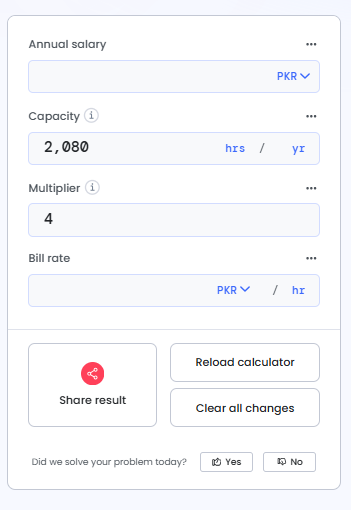 Annual salary ...
PKR
Capacity i ...
2,080 hrs / yr
Multiplier i ...
4
Bill rate ...
PKR / hr
Share result
Reload calculator
Clear all changes
Did we solve your problem today? Yes No